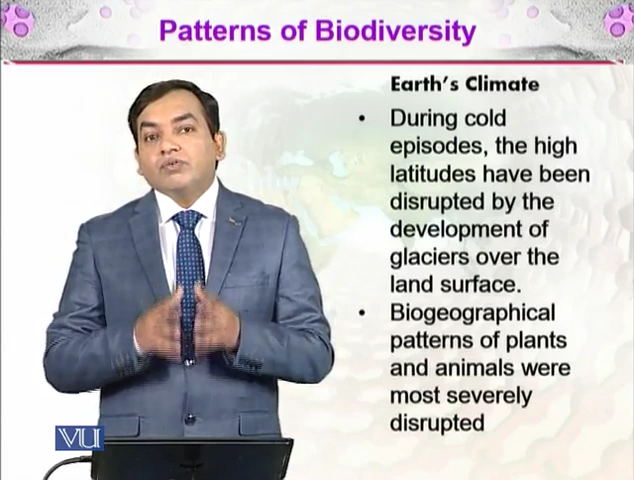 Patterns of Biodiversity
Earth's Climate
• During cold
episodes, the high
latitudes have been
disrupted by the
development of
glaciers over the
land surface.
• Biogeographical
patterns of plants
and animals were
most severely
disrupted
VU